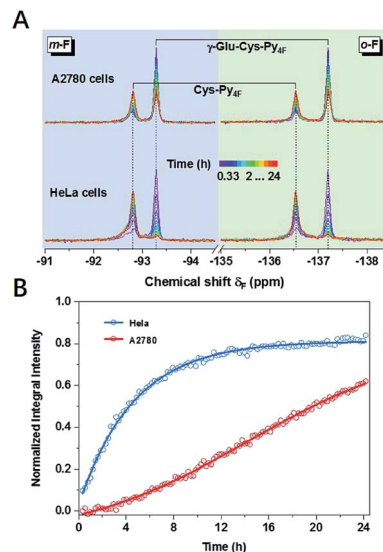 A
m-F
γ-Glu-Cys-Py4F
o-F
A2780 cells
Cys-Py4F
Time (h)
0.33 2 ... 24
HeLa cells
-91 -92 -93 -94 -135 -136 -137 -138
Chemical shift δF (ppm)
B
Normalized Integral Intensity
1.0
Hela
A2780
0.8
0.6
0.4
0.2
0.0
0 4 8 12 16 20 24
Time (h)